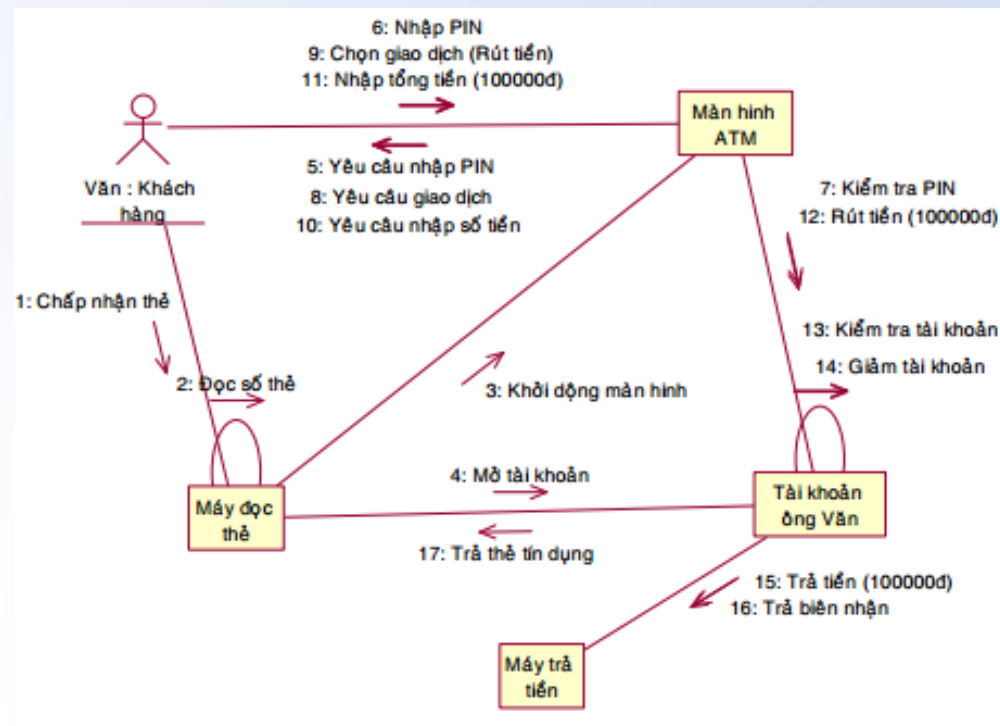 6: Nhập PIN
9: Chọn giao dịch (Rút tiền)
11: Nhập tổng tiền (100000đ)
Màn hình
ATM
5: Yêu cầu nhập PIN
8: Yêu cầu giao dịch
10: Yêu cầu nhập số tiền
Văn : Khách
hàng
7: Kiểm tra PIN
12: Rút tiền (100000đ)
1: Chấp nhận thẻ
2: Đọc số thẻ
3: Khởi dộng màn hình
13: Kiểm tra tài khoản
14: Giảm tài khoản
4: Mở tài khoản
Máy đọc
thẻ
Tài khoản
ông Văn
17: Trả thẻ tín dụng
15: Trả tiền (100000đ)
16: Trả biên nhận
Máy trả
tiền